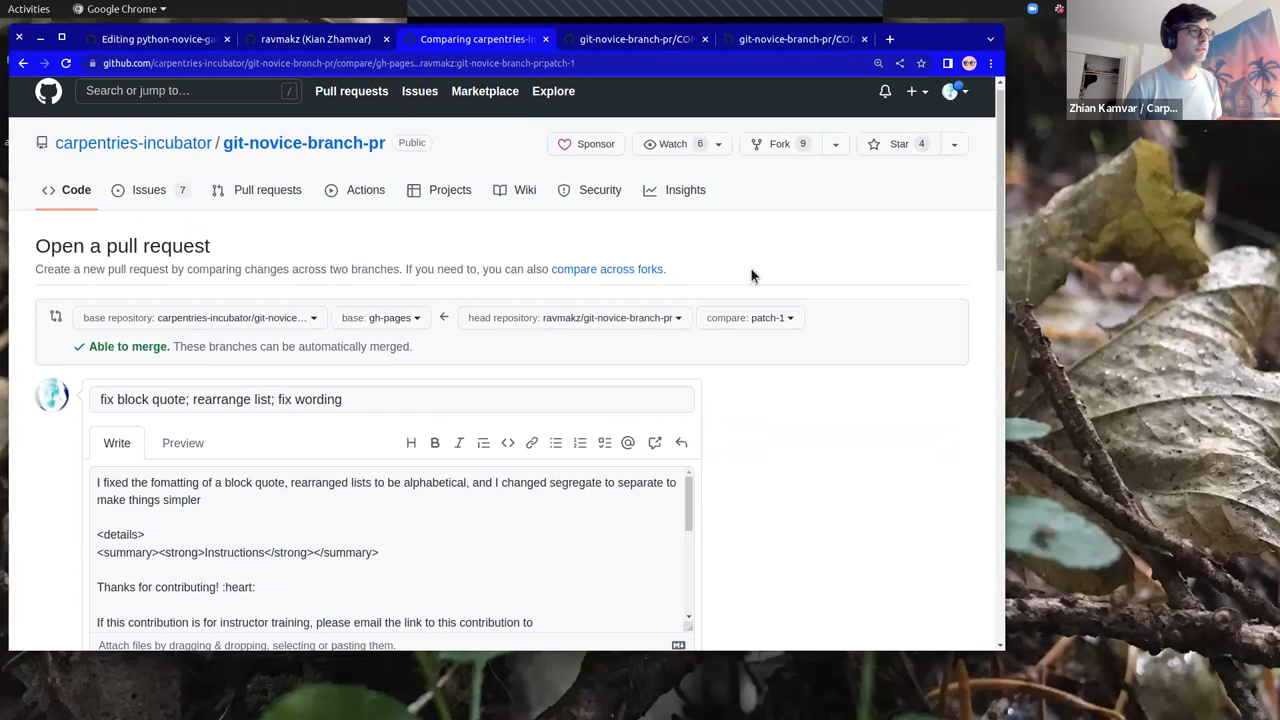 Activities
Google Chrome
Editing python-novice-ga
ravmakz (Kian Zhamvar)
Comparing carpentries-in
git-novice-branch-pr/CON
git-novice-branch-pr/COD
github.com/carpentries-incubator/git-novice-branch-pr/compare/gh-pages...ravmakz:git-novice-branch-pr:patch-1
Zhian Kamvar / Carp...
Search or jump to…
/
Pull requests
Issues
Marketplace
Explore
carpentries-incubator / git-novice-branch-pr
Public
Sponsor
Watch 6
Fork 9
Star 4
Code
Issues 7
Pull requests
Actions
Projects
Wiki
Security
Insights
Open a pull request
Create a new pull request by comparing changes across two branches. If you need to, you can also compare across forks.
base repository: carpentries-incubator/git-novice…
base: gh-pages
head repository: ravmakz/git-novice-branch-pr
compare: patch-1
Able to merge. These branches can be automatically merged.
fix block quote; rearrange list; fix wording
Write
Preview
I fixed the fomatting of a block quote, rearranged lists to be alphabetical, and I changed segregate to separate to
make things simpler
<details>
<summary><strong>Instructions</strong></summary>
Thanks for contributing! :heart:
If this contribution is for instructor training, please email the link to this contribution to
Attach files by dragging & dropping, selecting or pasting them.